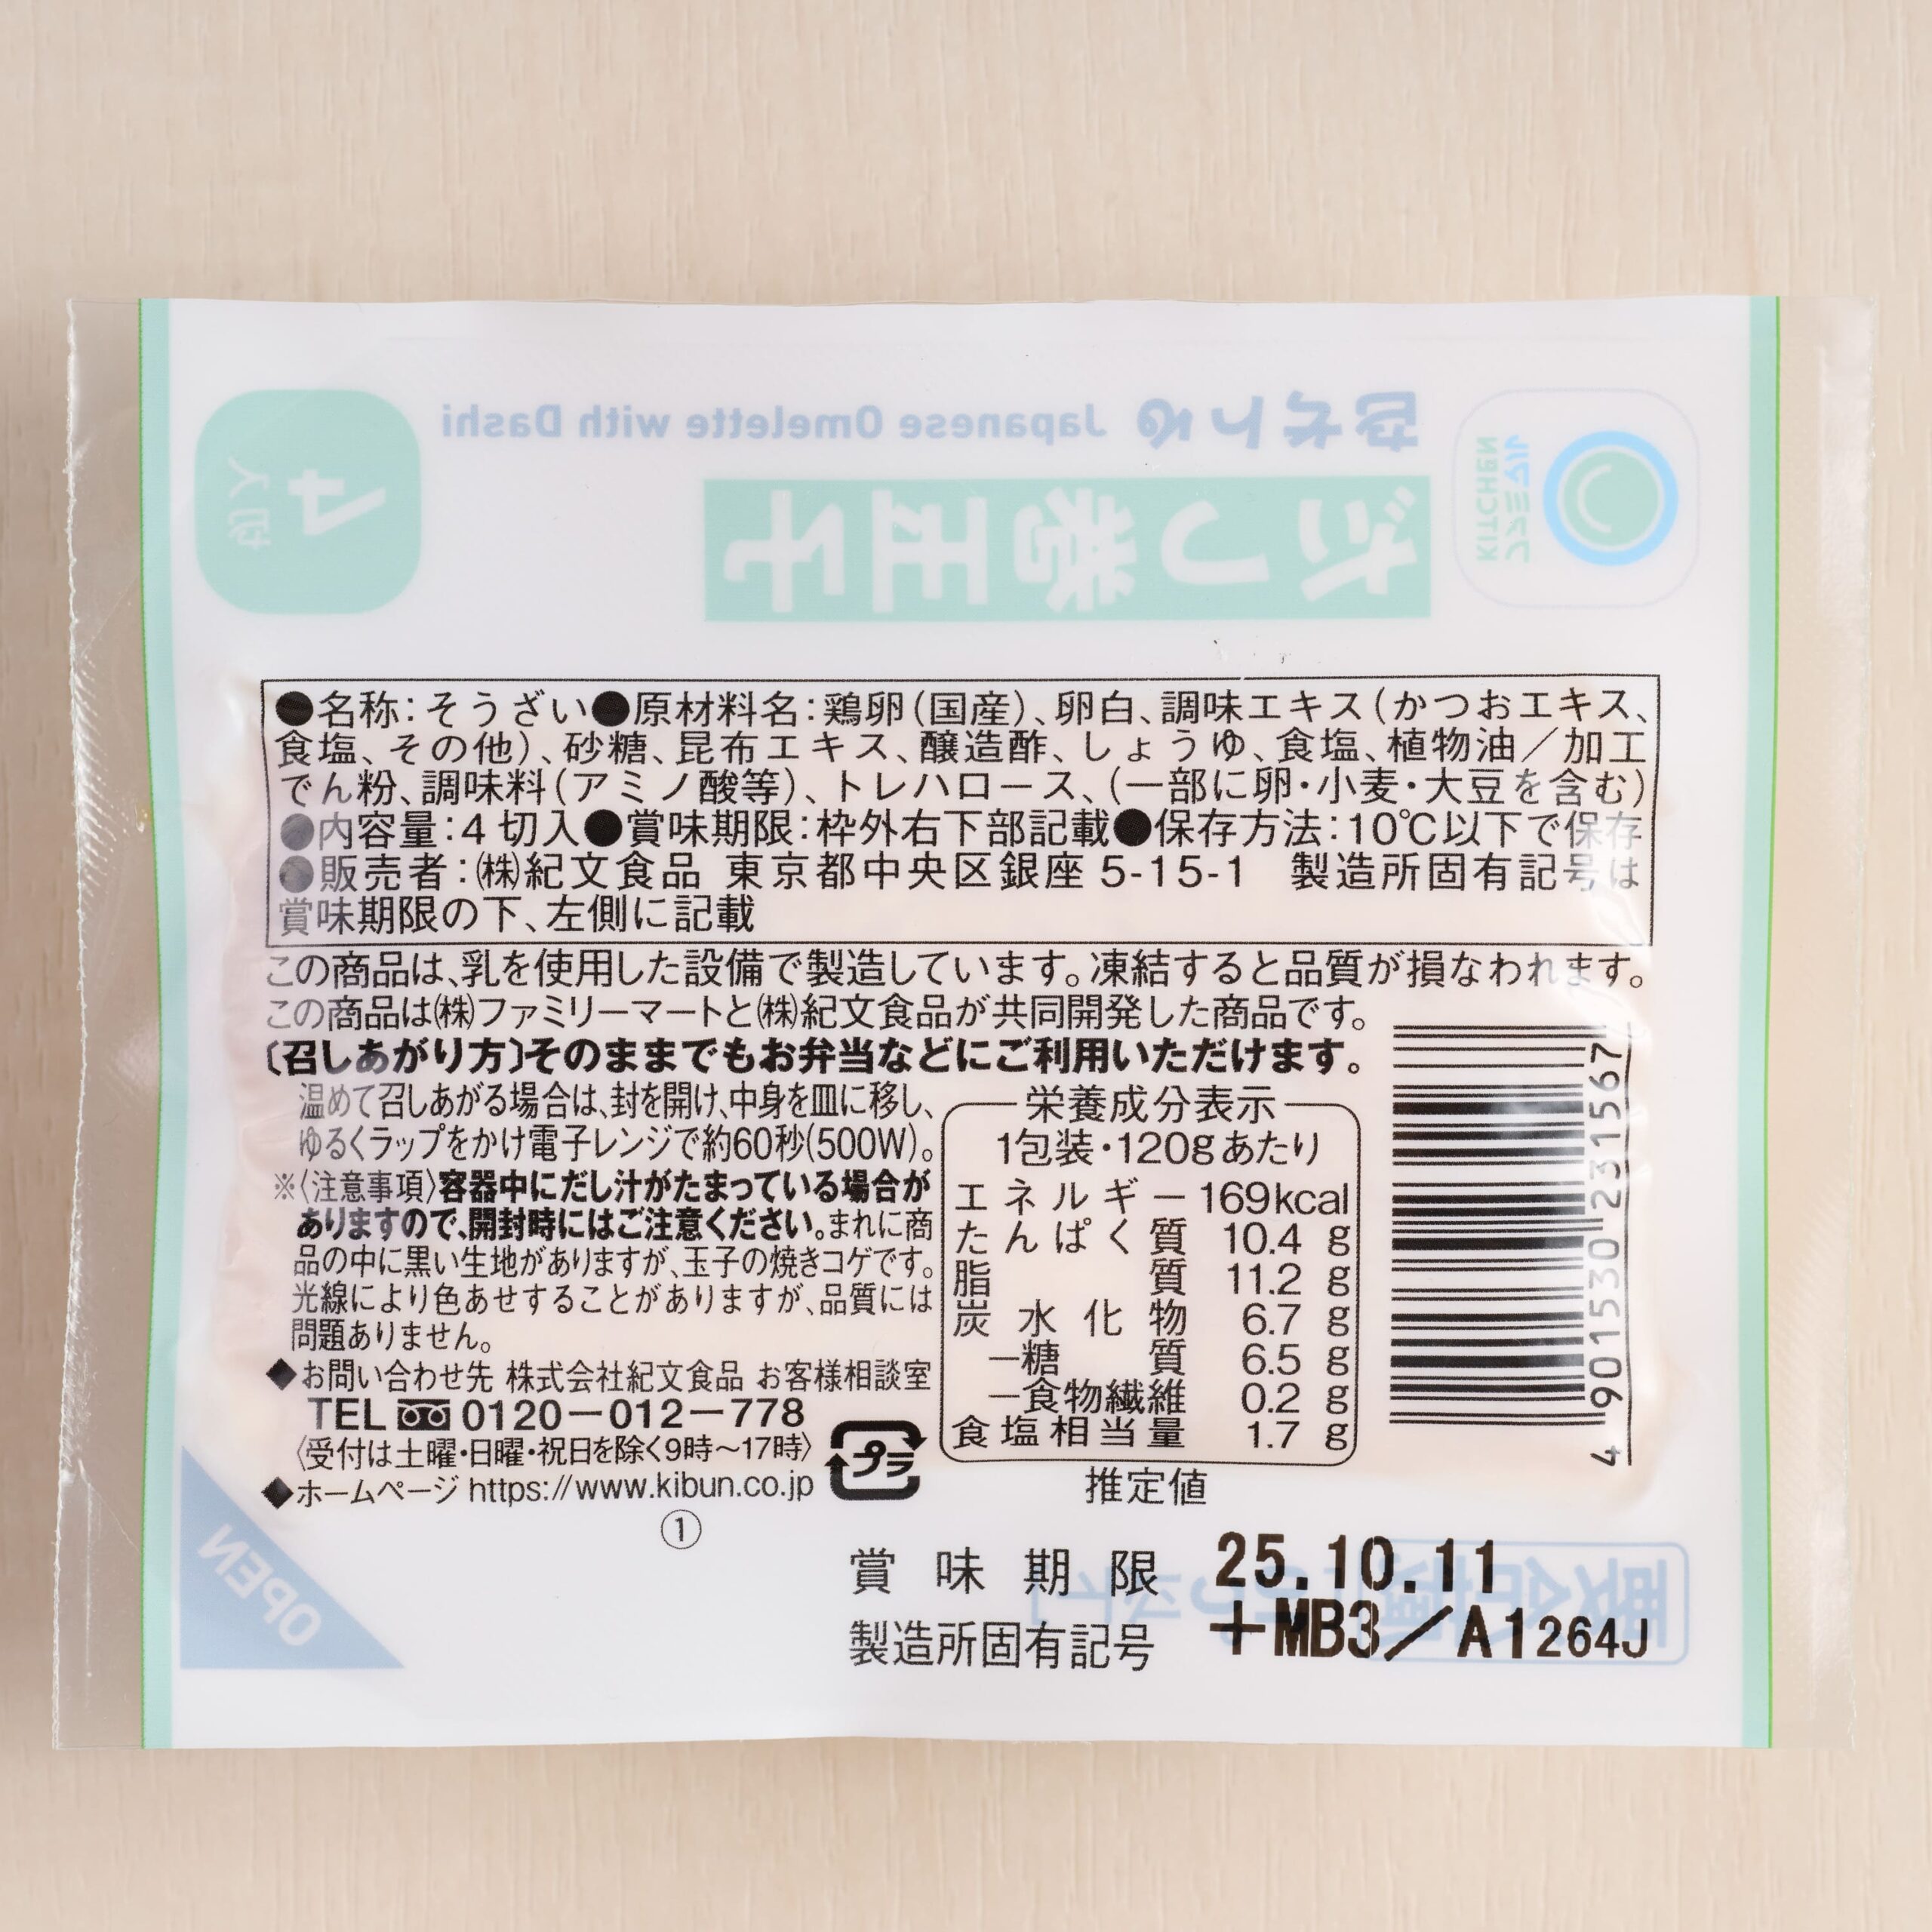 Japanese Omelette with Dashi
だし巻玉子
ファミマル
KITCHEN
4
切入
●名称：そうざい●原材料名：鶏卵（国産）、卵白、調味エキス（かつおエキス、
食塩、その他）、砂糖、昆布エキス、醸造酢、しょうゆ、食塩、植物油／加工
でん粉、調味料（アミノ酸等）、トレハロース、（一部に卵・小麦・大豆を含む）
●内容量：4切入●賞味期限：枠外右下部記載●保存方法：10℃以下で保存
●販売者：㈱紀文食品 東京都中央区銀座 5-15-1 製造所固有記号は
賞味期限の下、左側に記載
この商品は、乳を使用した設備で製造しています。凍結すると品質が損なわれます。
この商品は㈱ファミリーマートと㈱紀文食品が共同開発した商品です。
〔召しあがり方〕そのままでもお弁当などにご利用いただけます。
温めて召しあがる場合は、封を開け、中身を皿に移し、
ゆるくラップをかけ電子レンジで約60秒（500W）。
※〈注意事項〉容器中にだし汁がたまっている場合が
ありますので、開封時にはご注意ください。まれに商
品の中に黒い生地がありますが、玉子の焼きコゲです。
光線により色あせすることがありますが、品質には
問題ありません。
◆お問い合わせ先 株式会社紀文食品 お客様相談室
TEL 0120－012－778
〈受付は土曜・日曜・祝日を除く9時～17時〉
◆ホームページ https://www.kibun.co.jp
プラ
①
栄養成分表示
1包装・120gあたり
エネルギー 169kcal
たんぱく質 10.4 g
脂質 11.2 g
炭水化物 6.7 g
－糖質 6.5 g
－食物繊維 0.2 g
食塩相当量 1.7 g
推定値
4 901530 231567
OPEN
賞味期限 25.10.11
製造所固有記号 +MB3／A1264J